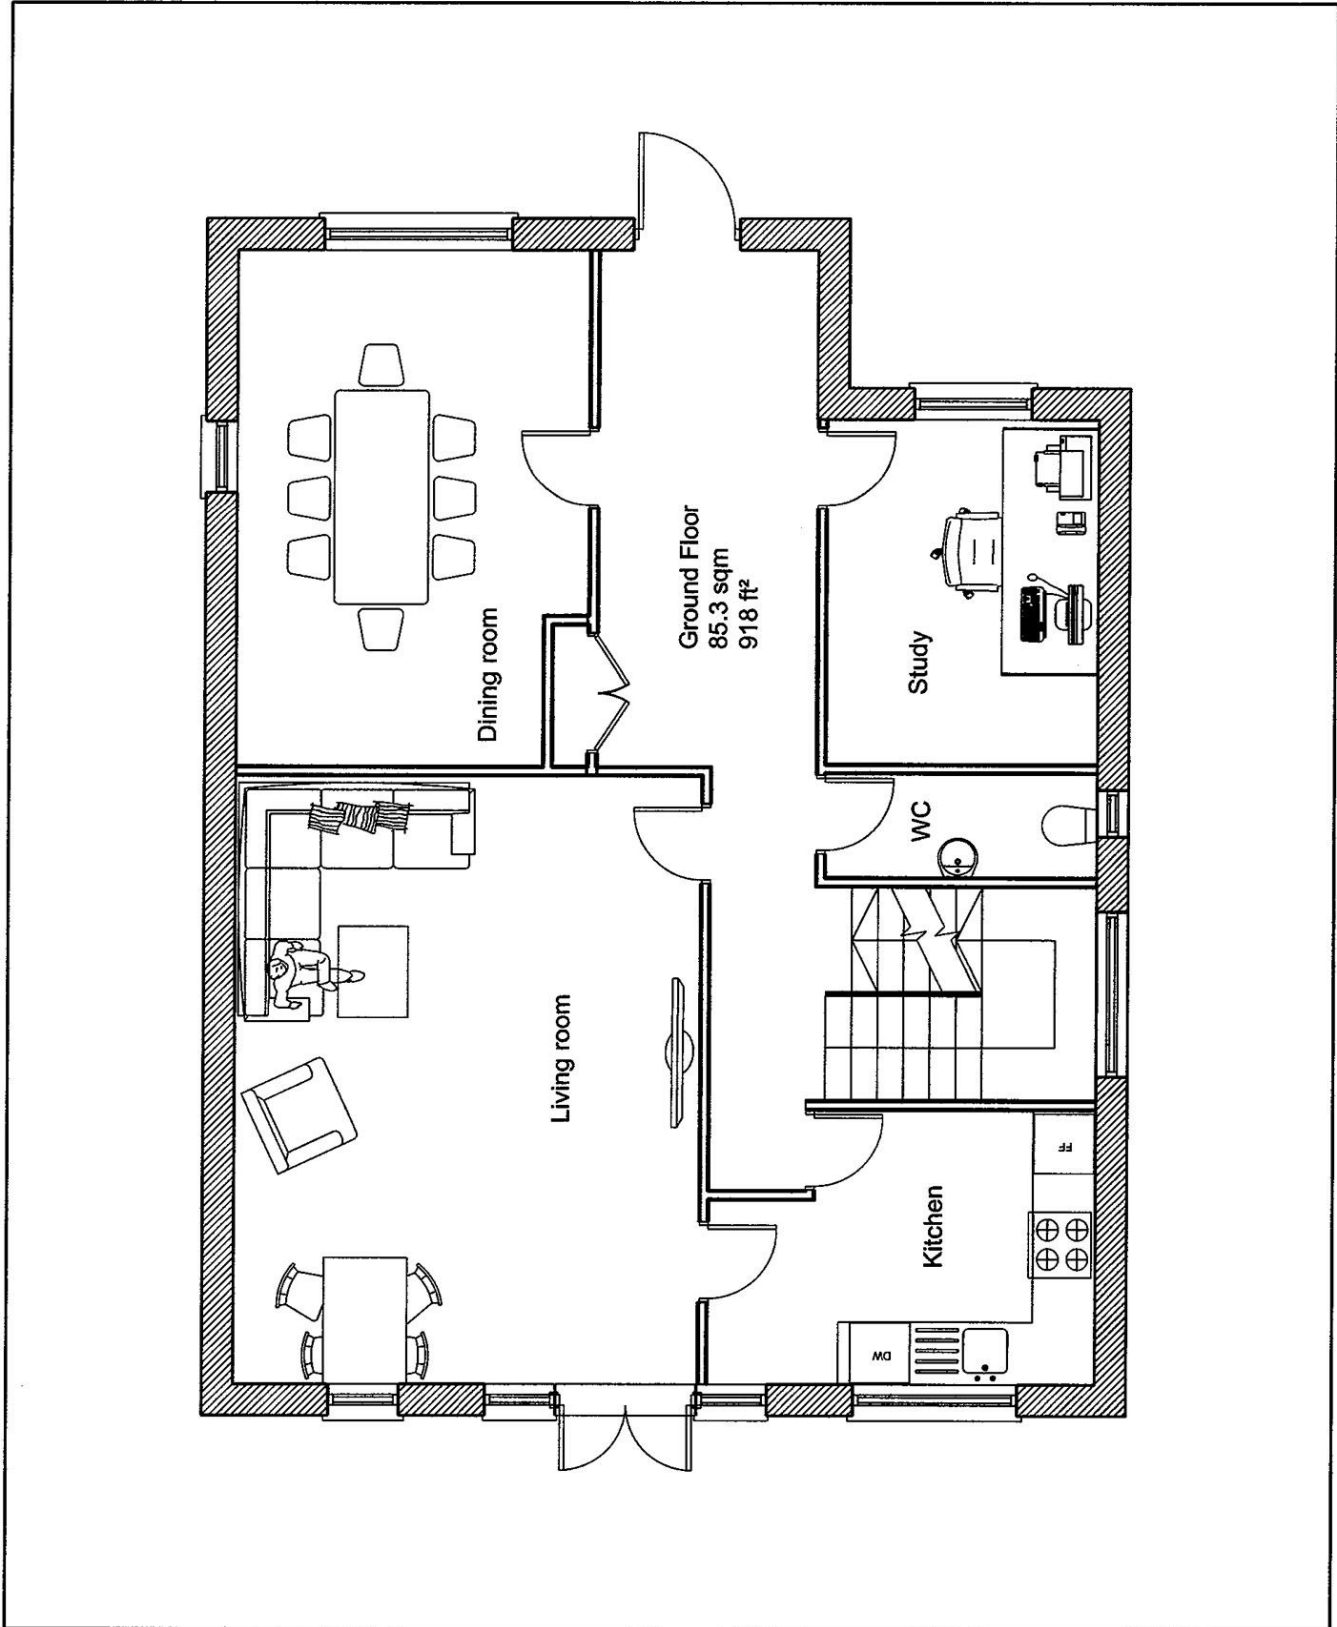 Dining room
Ground Floor
85.3 sqm
918 ft²
Study
WC
Living room
Kitchen
FF
DW